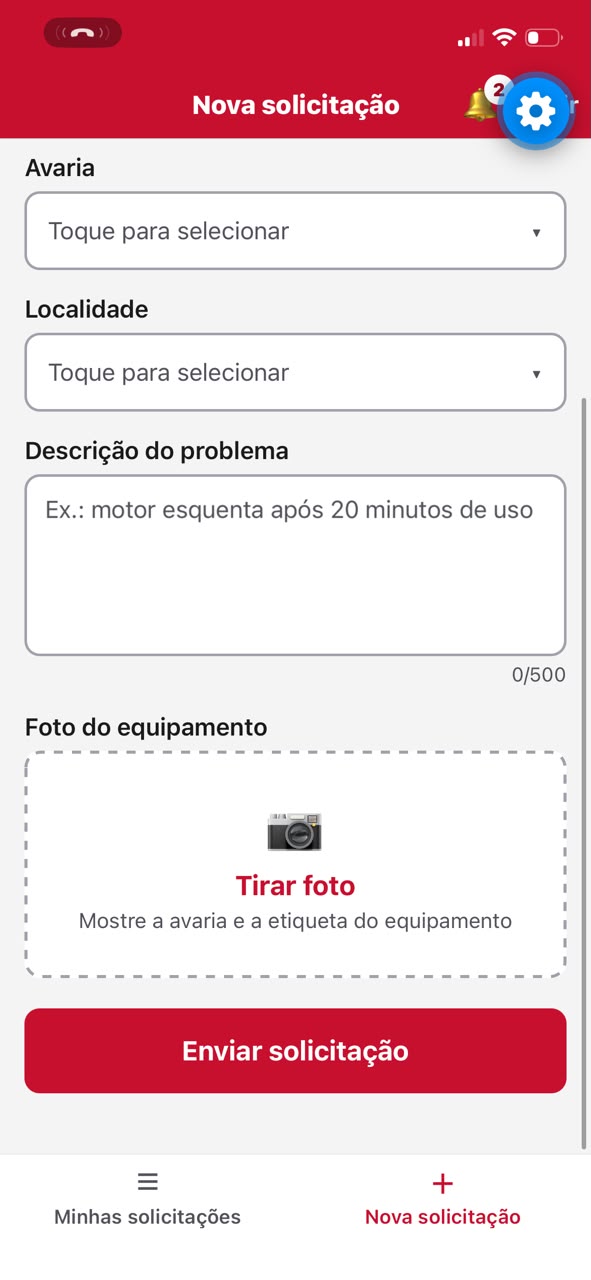 Nova solicitação
2
Avaria
Toque para selecionar
Localidade
Toque para selecionar
Descrição do problema
Ex.: motor esquenta após 20 minutos de uso
0/500
Foto do equipamento
Tirar foto
Mostre a avaria e a etiqueta do equipamento
Enviar solicitação
Minhas solicitações
Nova solicitação